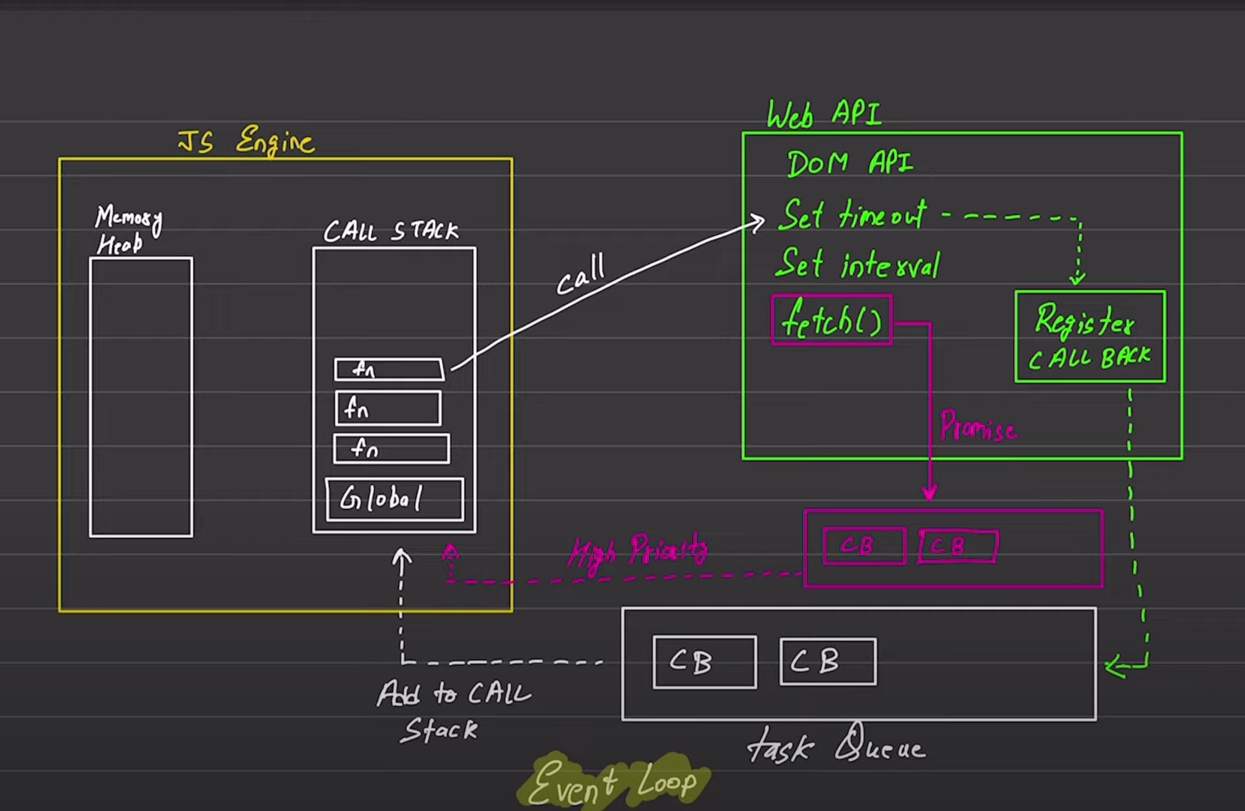 JS Engine
Memory
Heap
CALL STACK
fn
fn
fn
Global
call
Web API
DOM API
Set timeout
Set interval
fetch()
Register
CALL BACK
Promise
High Priority
CB CB
CB CB
Add to CALL
Stack
task Queue
Event Loop